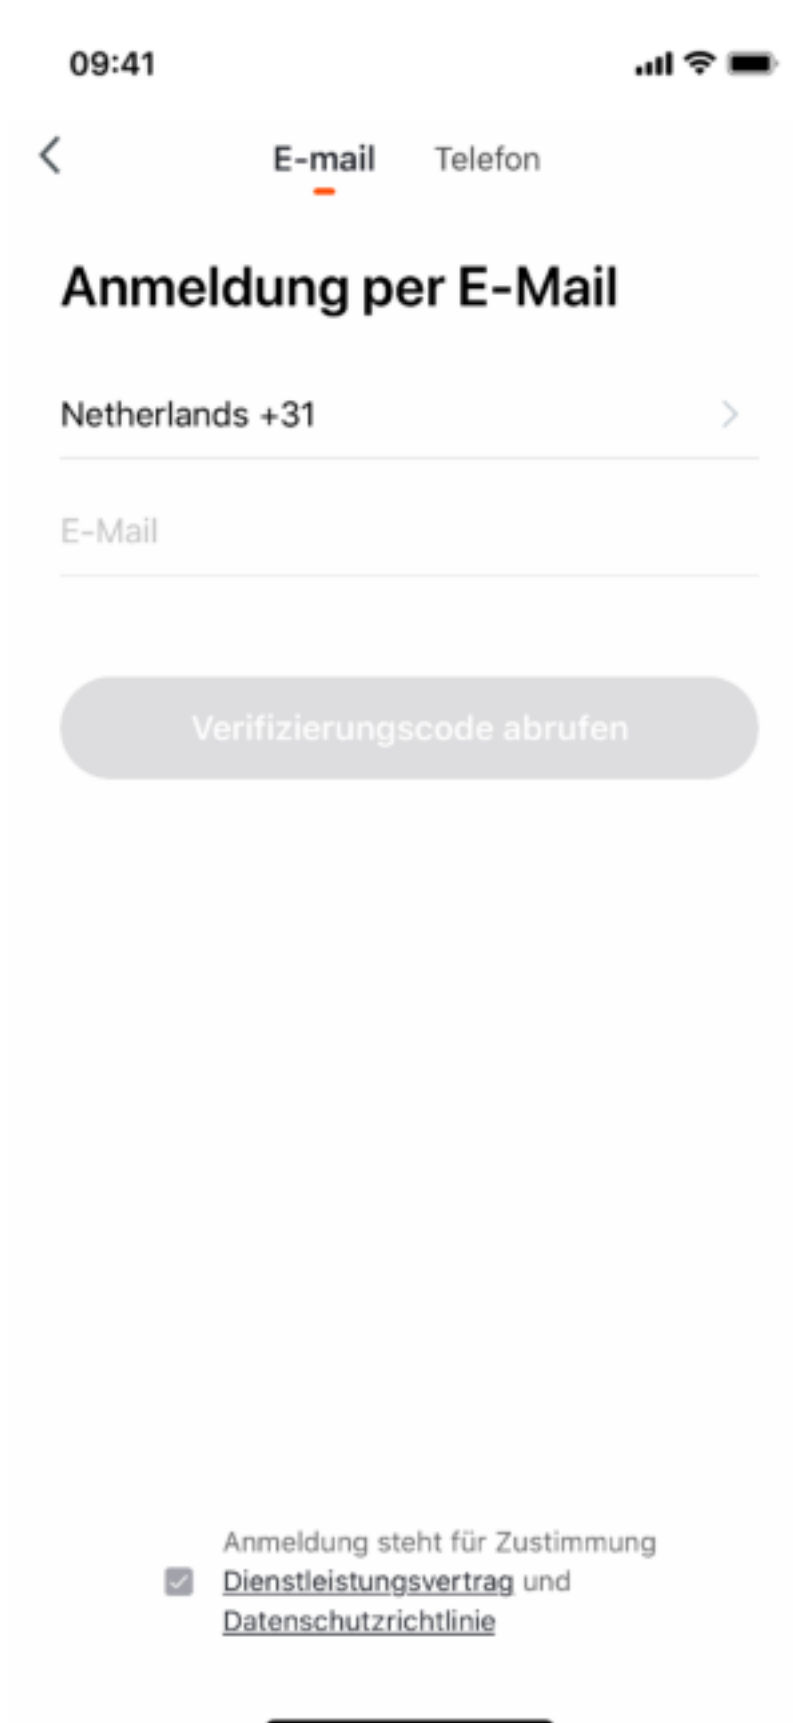 09:41
E-mail Telefon
Anmeldung per E-Mail
Netherlands +31
E-Mail
Verifizierungscode abrufen
Anmeldung steht für Zustimmung
Dienstleistungsvertrag und
Datenschutzrichtlinie